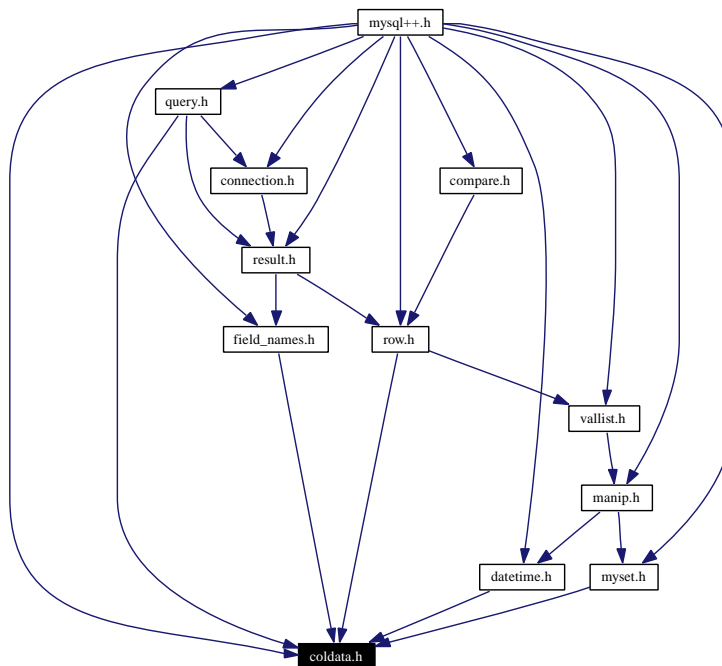 mysql++.h
query.h
connection.h
compare.h
result.h
field_names.h
row.h
vallist.h
manip.h
datetime.h
myset.h
coldata.h